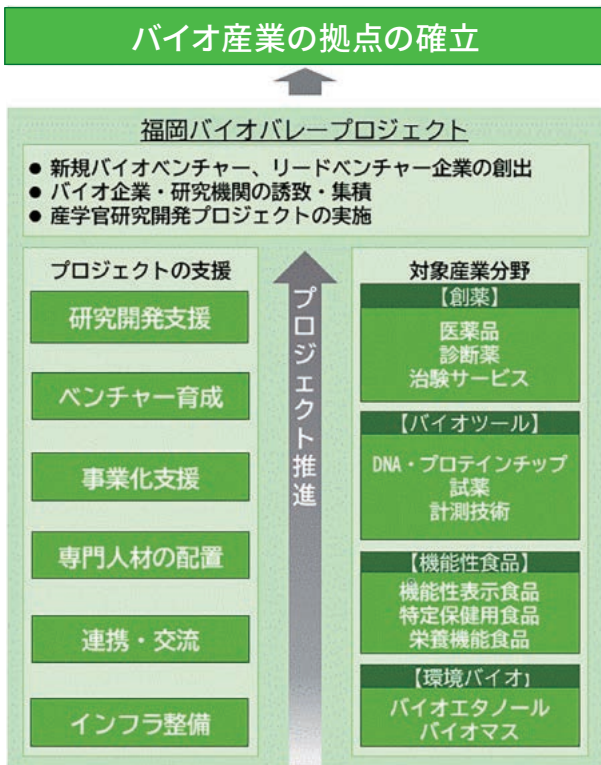 バイオ産業の拠点の確立
福岡バイオバレープロジェクト
● 新規バイオベンチャー、リードベンチャー企業の創出
● バイオ企業・研究機関の誘致・集積
● 産学官研究開発プロジェクトの実施
プロジェクトの支援
研究開発支援
ベンチャー育成
事業化支援
専門人材の配置
連携・交流
インフラ整備
プロジェクト推進
対象産業分野
【創薬】
医薬品
診断薬
治験サービス
【バイオツール】
DNA・プロテインチップ
試薬
計測技術
【機能性食品】
機能性表示食品
特定保健用食品
栄養機能食品
【環境バイオ】
バイオエタノール
バイオマス